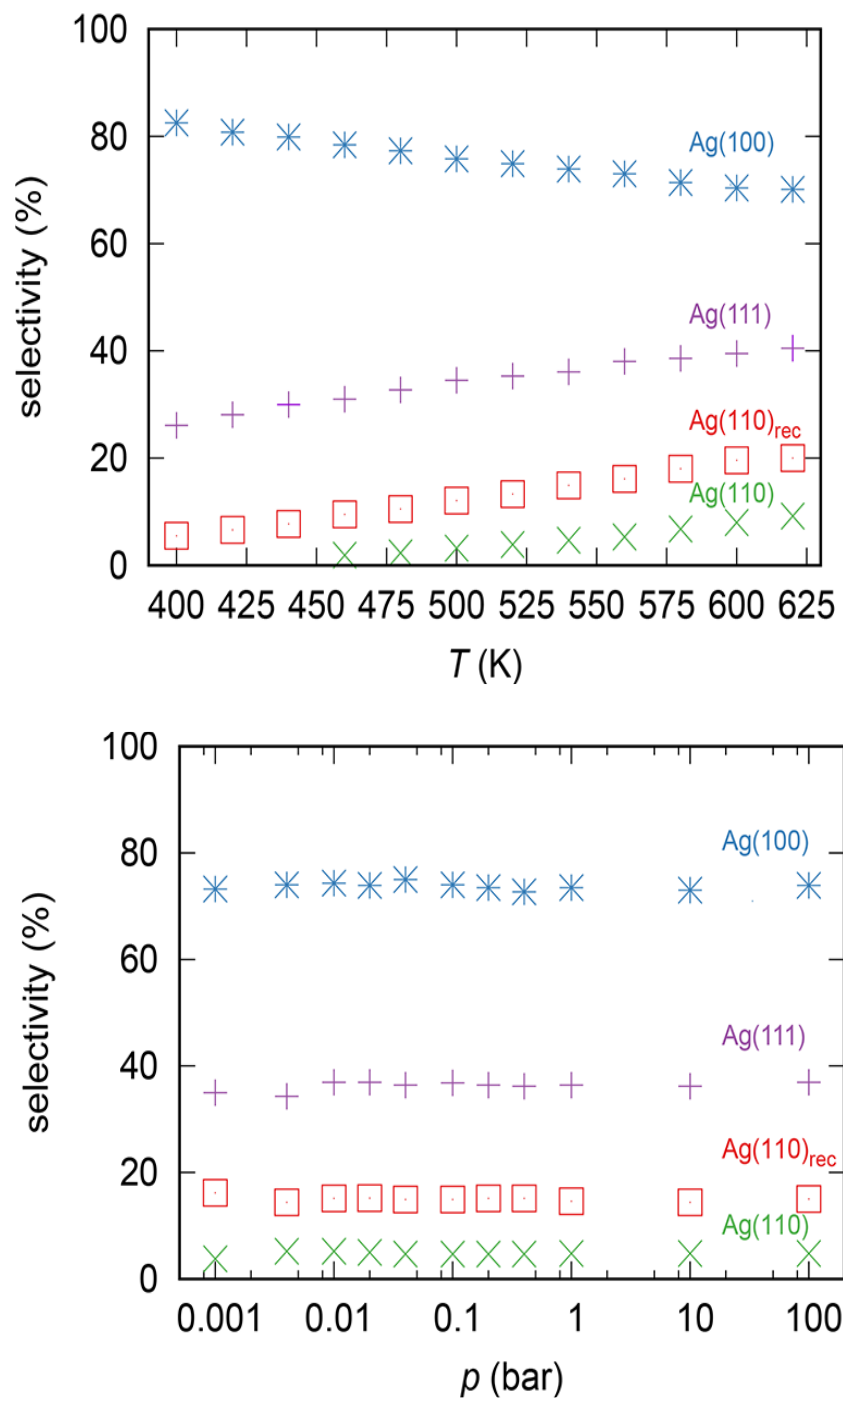 100
80
60
40
20
0
selectivity (%)
Ag(100)
Ag(111)
Ag(110)rec
Ag(110)
400 425 450 475 500 525 550 575 600 625
T (K)
100
80
60
40
20
0
selectivity (%)
Ag(100)
Ag(111)
Ag(110)rec
Ag(110)
0.001 0.01 0.1 1 10 100
p (bar)